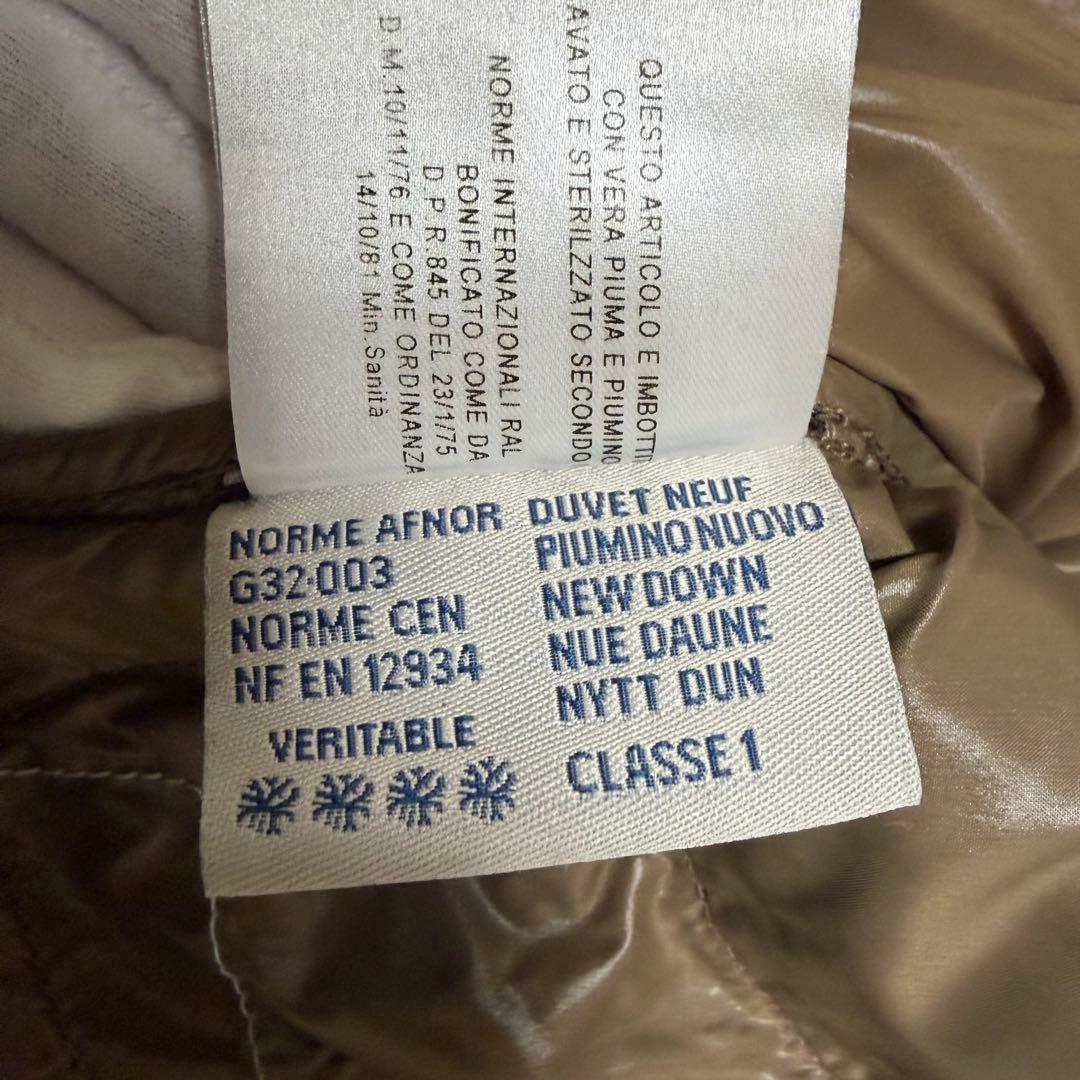 QUESTO ARTICOLO E IMBOTTI
CON VERA PIUMA E PIUMINO
AVATO E STERILZZATO SECONDO
NORME INTERNAZIONALI RAL
BONIFICATO COME DA
D.P.R.845 DEL 23/1/75
D.M.10/11/76 E COME ORDINANZA
14/10/81 Min.Sanità
NORME AFNOR
G32-003
NORME CEN
NF EN 12934
VERITABLE
DUVET NEUF
PIUMINO NUOVO
NEW DOWN
NUE DAUNE
NYTT DUN
CLASSE 1